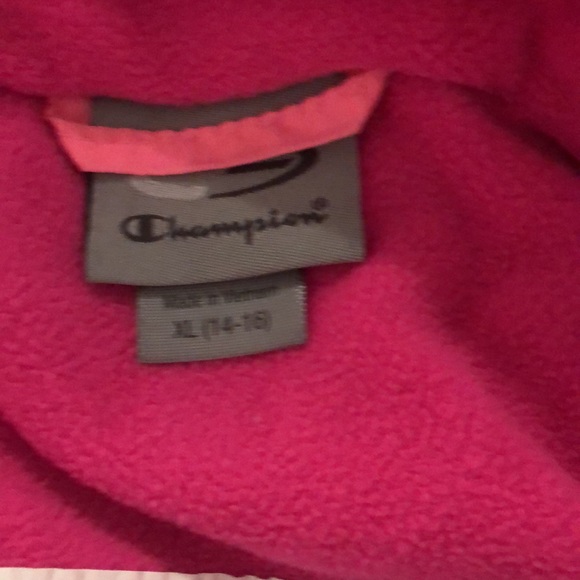 Champion®
Made in Vietnam
XL (14-16)